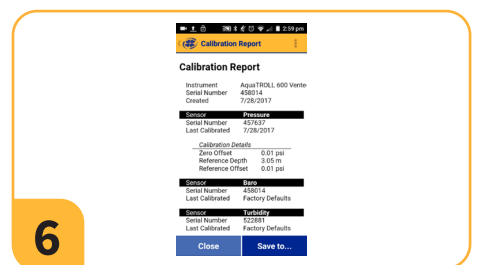 2:59 pm
Calibration Report
Calibration Report
Instrument AquaTROLL 600 Vente
Serial Number 458014
Created 7/28/2017
Sensor Pressure
Serial Number 457637
Last Calibrated 7/28/2017
Calibration Details
Zero Offset 0.01 psi
Reference Depth 3.05 m
Reference Offset 0.01 psi
Sensor Baro
Serial Number 458014
Last Calibrated Factory Defaults
Sensor Turbidity
Serial Number 522881
Last Calibrated Factory Defaults
Close Save to...
6